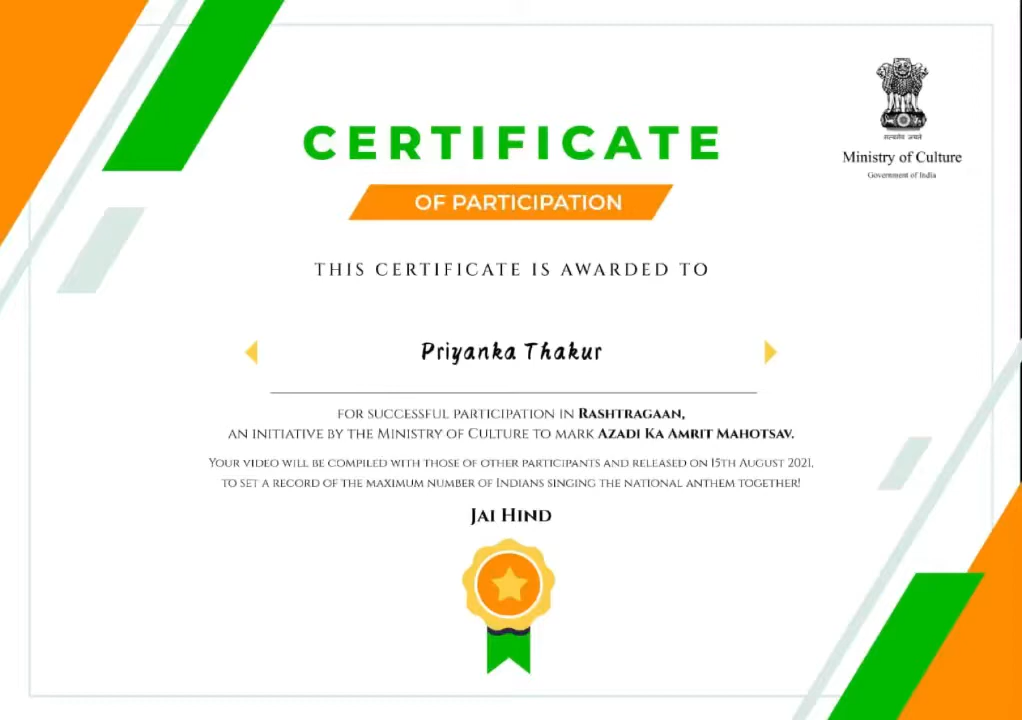 CERTIFICATE
OF PARTICIPATION
सत्यमेव जयते
Ministry of Culture
Government of India
THIS CERTIFICATE IS AWARDED TO
Priyanka Thakur
FOR SUCCESSFUL PARTICIPATION IN RASHTRAGAAN,
AN INITIATIVE BY THE MINISTRY OF CULTURE TO MARK AZADI KA AMRIT MAHOTSAV.
YOUR VIDEO WILL BE COMPILED WITH THOSE OF OTHER PARTICIPANTS AND RELEASED ON 15TH AUGUST 2021,
TO SET A RECORD OF THE MAXIMUM NUMBER OF INDIANS SINGING THE NATIONAL ANTHEM TOGETHER!
JAI HIND